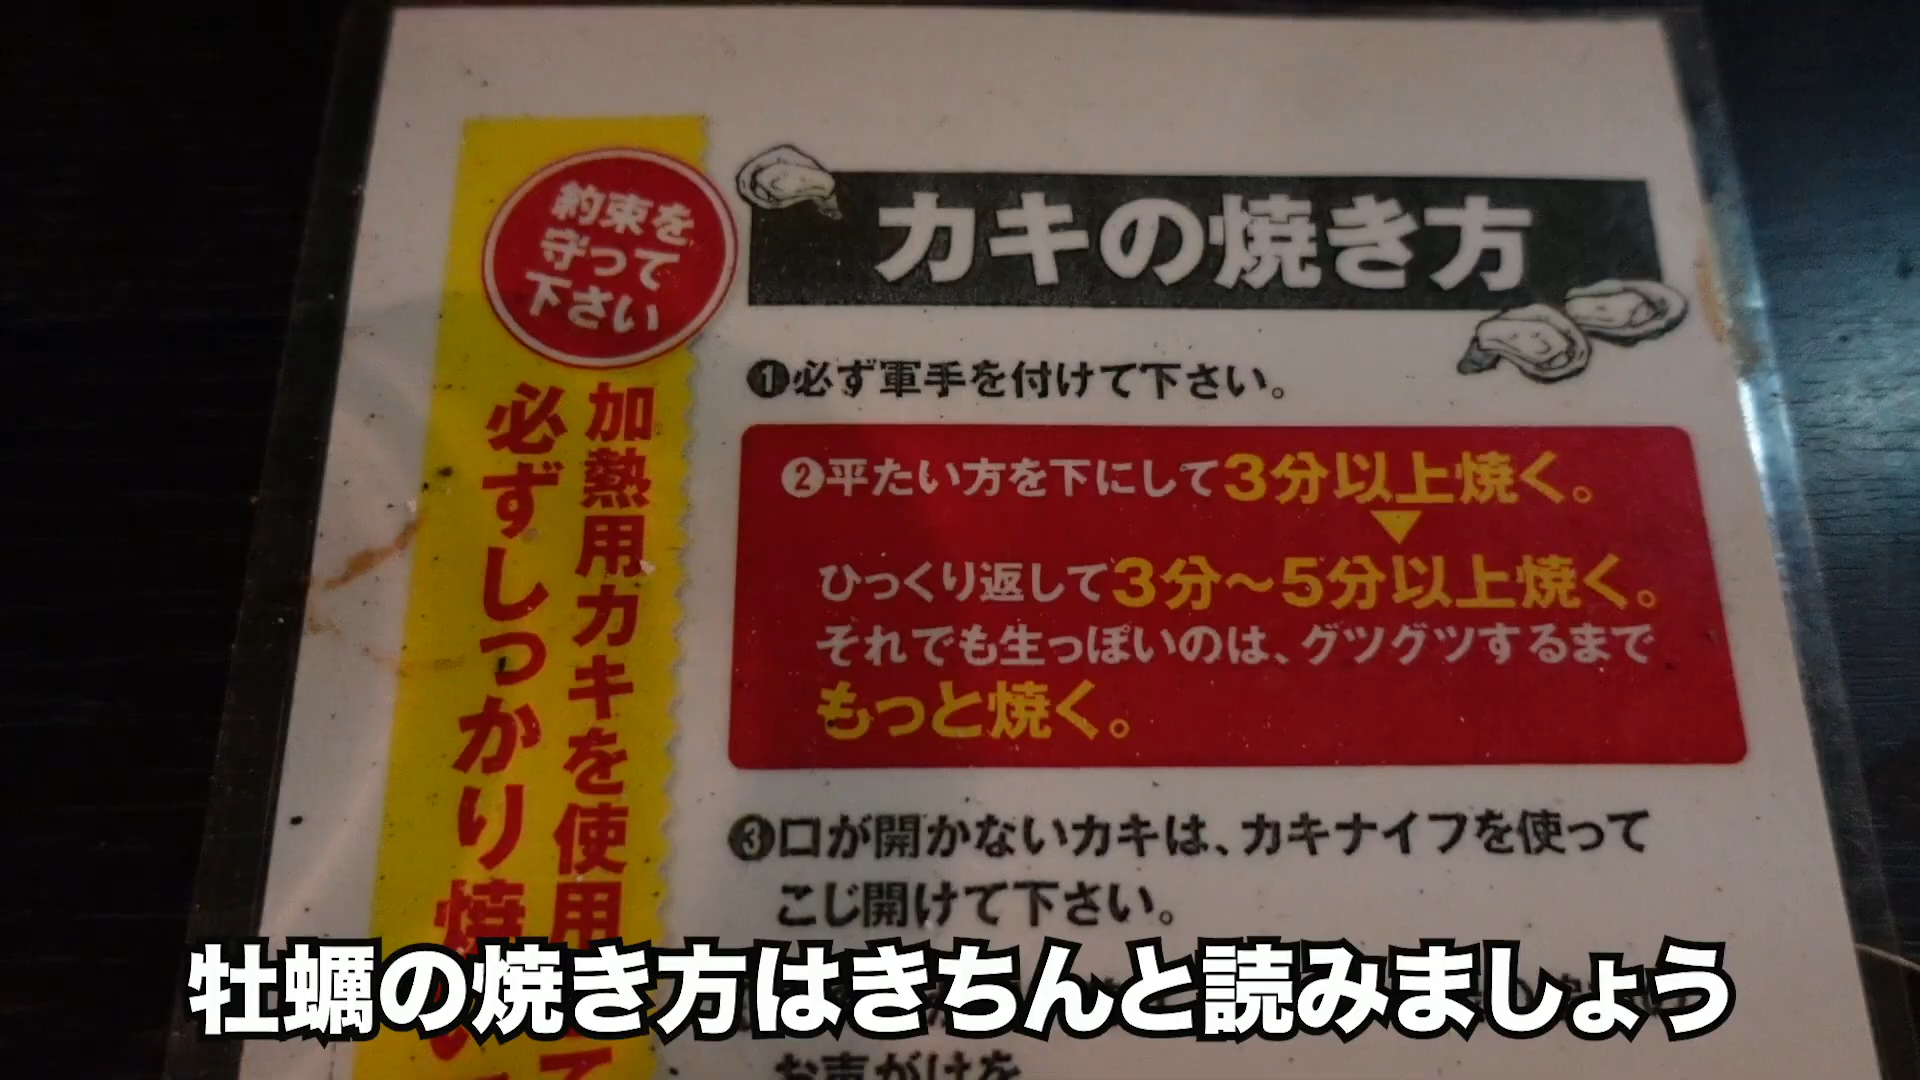 約束を
守って
下さい
加熱用カキを使用
必ずしっかり焼
カキの焼き方
❶必ず軍手を付けて下さい。
❷平たい方を下にして3分以上焼く。
▼
ひっくり返して3分～5分以上焼く。
それでも生っぽいのは、グツグツするまで
もっと焼く。
❸口が開かないカキは、カキナイフを使って
こじ開けて下さい。
お声がけを
牡蠣の焼き方はきちんと読みましょう